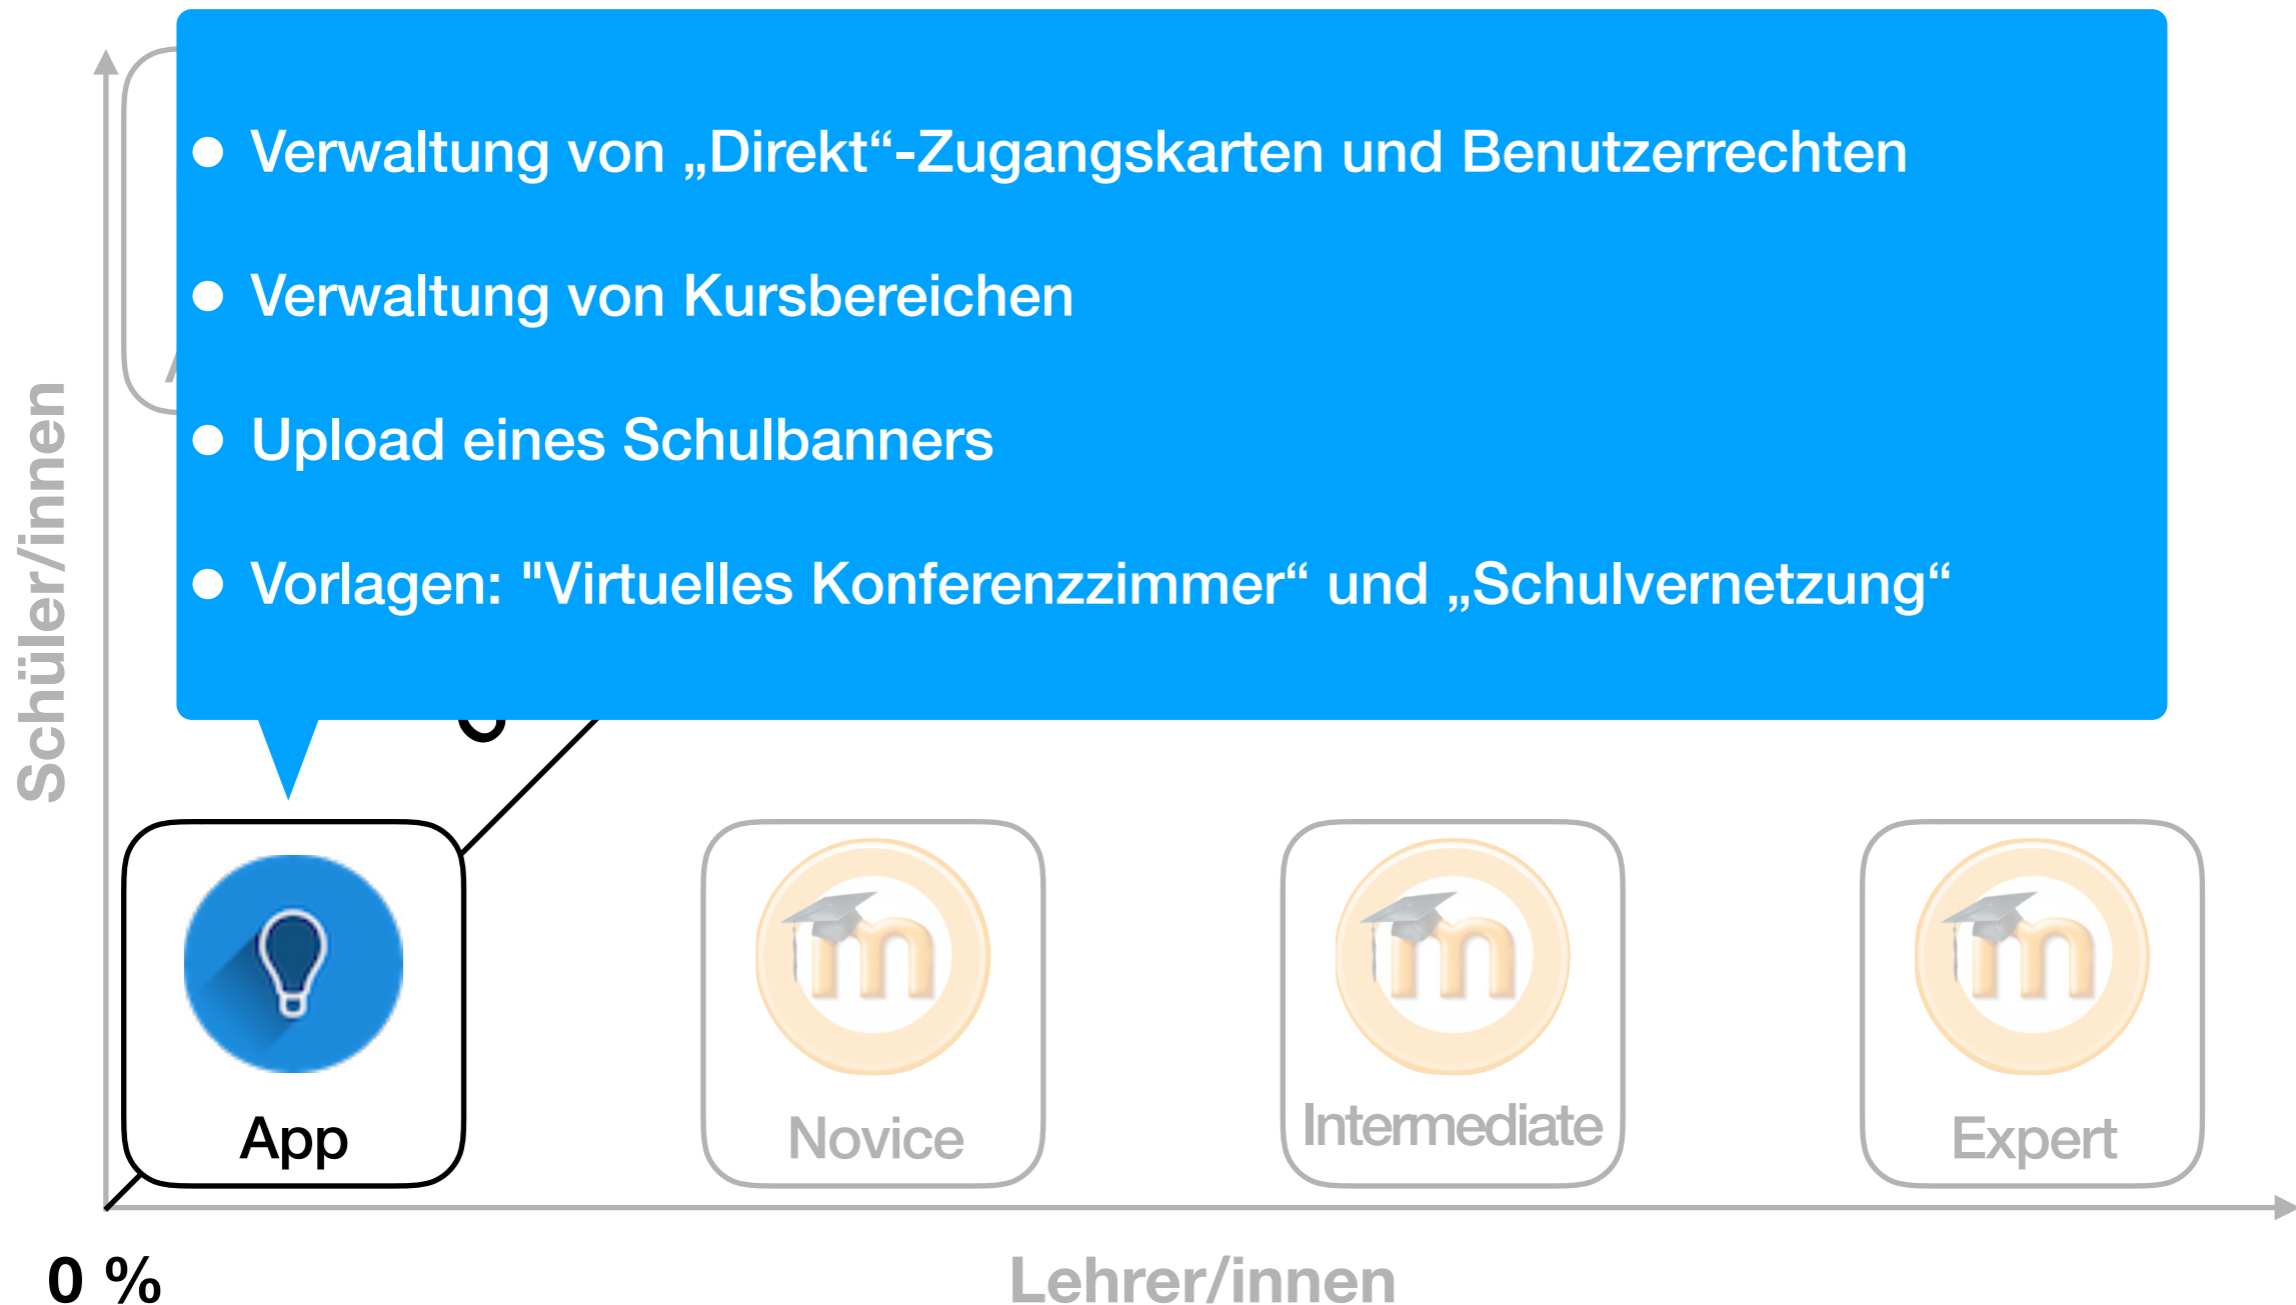 ● Verwaltung von „Direkt“-Zugangskarten und Benutzerrechten
● Verwaltung von Kursbereichen
● Upload eines Schulbanners
● Vorlagen: "Virtuelles Konferenzzimmer“ und „Schulvernetzung“
Schüler/innen
m
m
m
App
Novice
Intermediate
Expert
0 %
Lehrer/innen